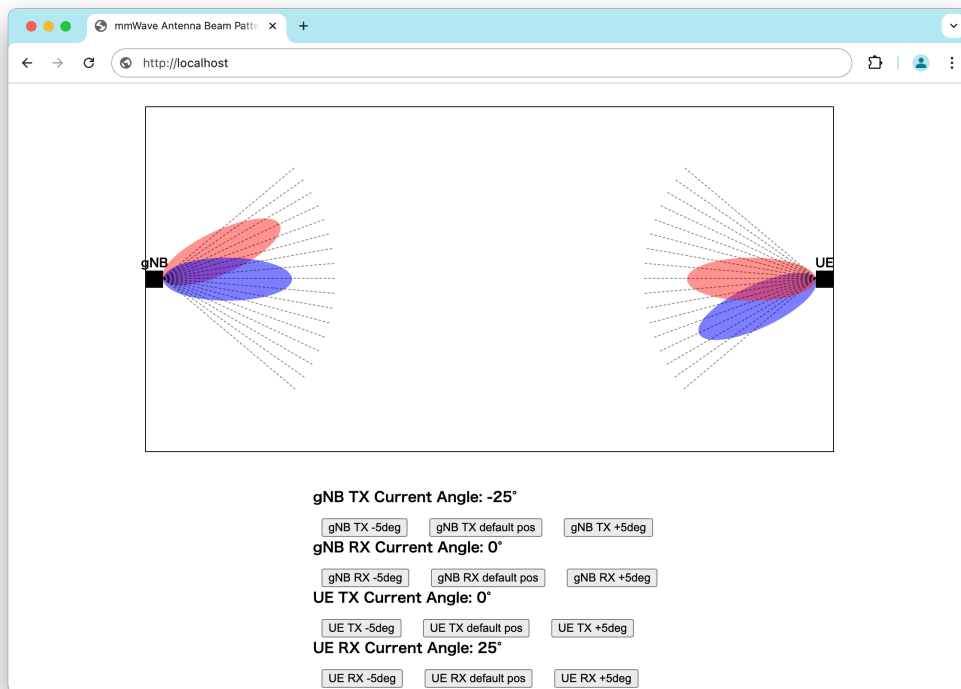 mmWave Antenna Beam Patte
http://localhost
gNB
UE
gNB TX Current Angle: -25°
gNB TX -5deg gNB TX default pos gNB TX +5deg
gNB RX Current Angle: 0°
gNB RX -5deg gNB RX default pos gNB RX +5deg
UE TX Current Angle: 0°
UE TX -5deg UE TX default pos UE TX +5deg
UE RX Current Angle: 25°
UE RX -5deg UE RX default pos UE RX +5deg